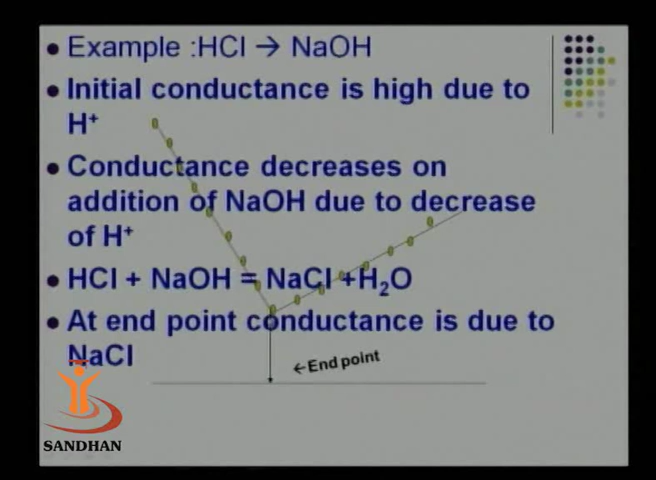 Example :HCl → NaOH
Initial conductance is high due to
H⁺
Conductance decreases on
addition of NaOH due to decrease
of H⁺
HCl + NaOH = NaCl +H₂O
At end point conductance is due to
NaCl
←End point
SANDHAN